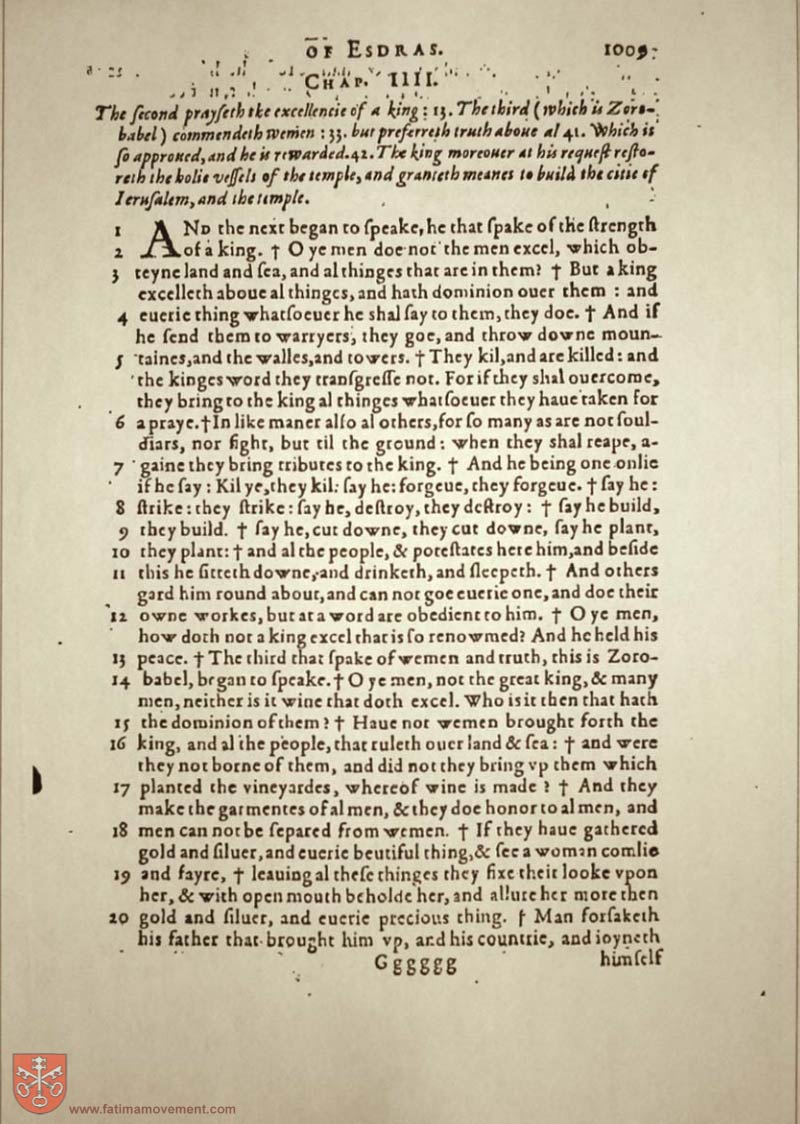 OF ESDRAS. 1009.
CHAP. IIII.
The ſecond prayſeth tke excellencie of a king: 13. The third (which is Zoro-
babel) commendeth wemen: 33. but preferreth truth aboue al 41. Which is
ſo approued, and he is rewarded. 42. The king moreouer at his requeſt reſto-
reth the holie veſſels of the temple, and granteth meanes to build the citie of
Ieruſalem, and the temple.
1 AND the next began to ſpeake, he that ſpake of the ſtrength
2 of a king. † O ye men doe not the men excel, which ob-
3 teyne land and ſea, and al thinges that are in them? † But a king
excelleth aboue al thinges, and hath dominion ouer them : and
euerie thing whatſoeuer he shal ſay to them, they doe. † And if
4 he ſend them to warryers, they goe, and throw downe moun-
5 taines, and the walles, and towers. † They kil, and are killed: and
the kinges word they tranſgreſſe not. For if they shal ouercome,
they bring to the king al thinges whatſoeuer they haue taken for
6 a praye. † In like maner alſo al others, for ſo many as are not ſoul-
diars, nor fight, but til the ground: when they shal reape, a-
7 gaine they bring tributes to the king. † And he being one onlie
if he ſay: Kil ye, they kil: ſay he: forgeue, they forgeue. † ſay he:
8 ſtrike: they ſtrike: ſay he, deſtroy, they deſtroy: † ſay he build,
9 they build. † ſay he, cut downe, they cut downe, ſay he plant,
10 they plant: † and al the people, & poteſtates here him, and beſide
11 this he ſitteth downe, and drinketh, and ſleepeth. † And others
gard him round about, and can not goe euerie one, and doe their
12 owne workes, but at a word are obedient to him. † O ye men,
how doth not a king excel that is ſo renowmed? And he held his
13 peace. † The third that ſpake of wemen and truth, this is Zoro-
14 babel, began to ſpeake. † O ye men, not the great king, & many
men, neither is it wine that doth excel. Who is it then that hath
15 the dominion of them? † Haue not wemen brought forth the
16 king, and al the people, that ruleth ouer land & ſea: † and were
they not borne of them, and did not they bring vp them which
17 planted the vineyardes, whereof wine is made? † And they
make the garmentes of al men, & they doe honor to al men, and
18 men can not be ſepared from wemen. † If they haue gathered
gold and ſiluer, and euerie beutiful thing, & ſee a woman comlie
19 and fayre, † leauing al theſe thinges they fixe their looke vpon
her, & with open mouth beholde her, and allure her more then
20 gold and ſiluer, and euerie precious thing. † Man forſaketh
his father that brought him vp, and his countrie, and ioyneth
Gggggg himſelf
www.fatimamovement.com